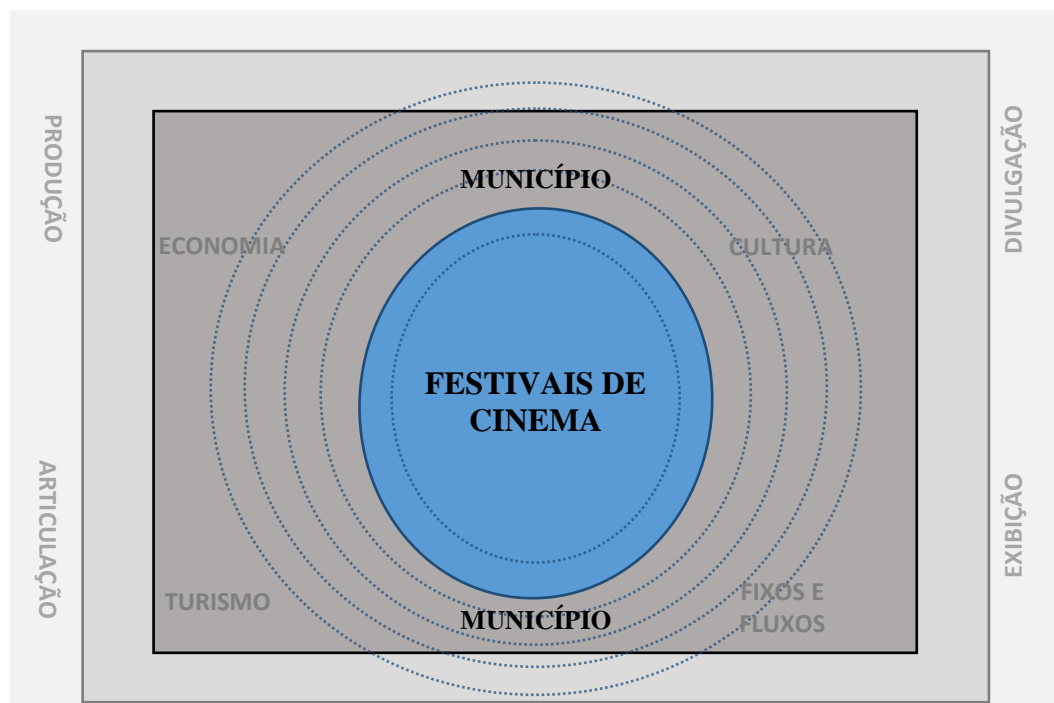 PRODUÇÃO
DIVULGAÇÃO
MUNICÍPIO
ECONOMIA
CULTURA
FESTIVAIS DE
CINEMA
ARTICULAÇÃO
EXIBIÇÃO
TURISMO
FIXOS E
FLUXOS
MUNICÍPIO